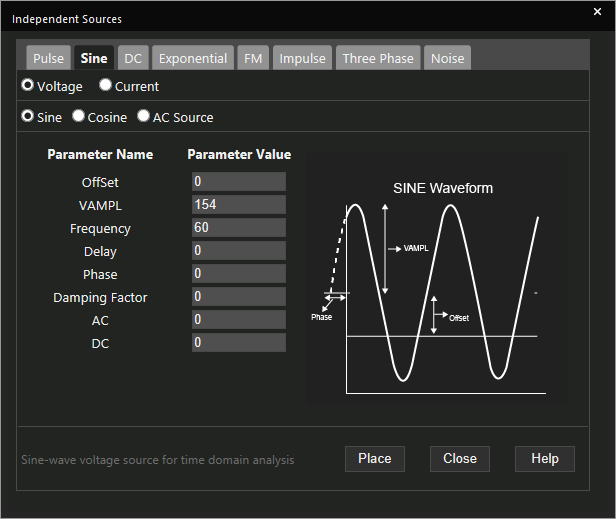 Independent Sources
Pulse Sine DC Exponential FM Impulse Three Phase Noise
Voltage Current
Sine Cosine AC Source
Parameter Name Parameter Value
OffSet 0
VAMPL 154
Frequency 60
Delay 0
Phase 0
Damping Factor 0
AC 0
DC 0
SINE Waveform
VAMPL
Phase
Offset
Sine-wave voltage source for time domain analysis
Place Close Help